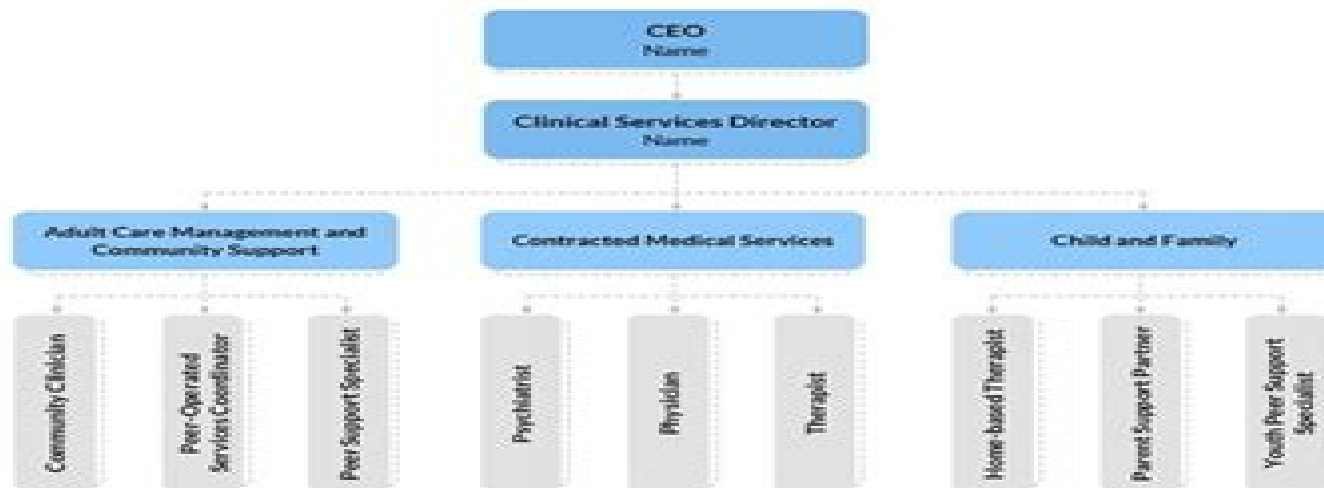 CEO
Name
Clinical Services Director
Name
Adult Care Management and
Community Support
Contracted Medical Services
Child and Family
Community Clinician
Peer-Operated
Services Coordinator
Peer Support Specialist
Psychiatrist
Physician
Therapist
Home-based Therapist
Parent Support Partner
Youth Peer Support
Specialist